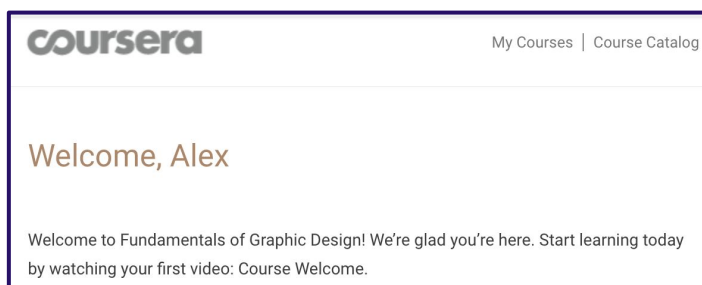 coursera
My Courses | Course Catalog
Welcome, Alex
Welcome to Fundamentals of Graphic Design! We’re glad you’re here. Start learning today
by watching your first video: Course Welcome.